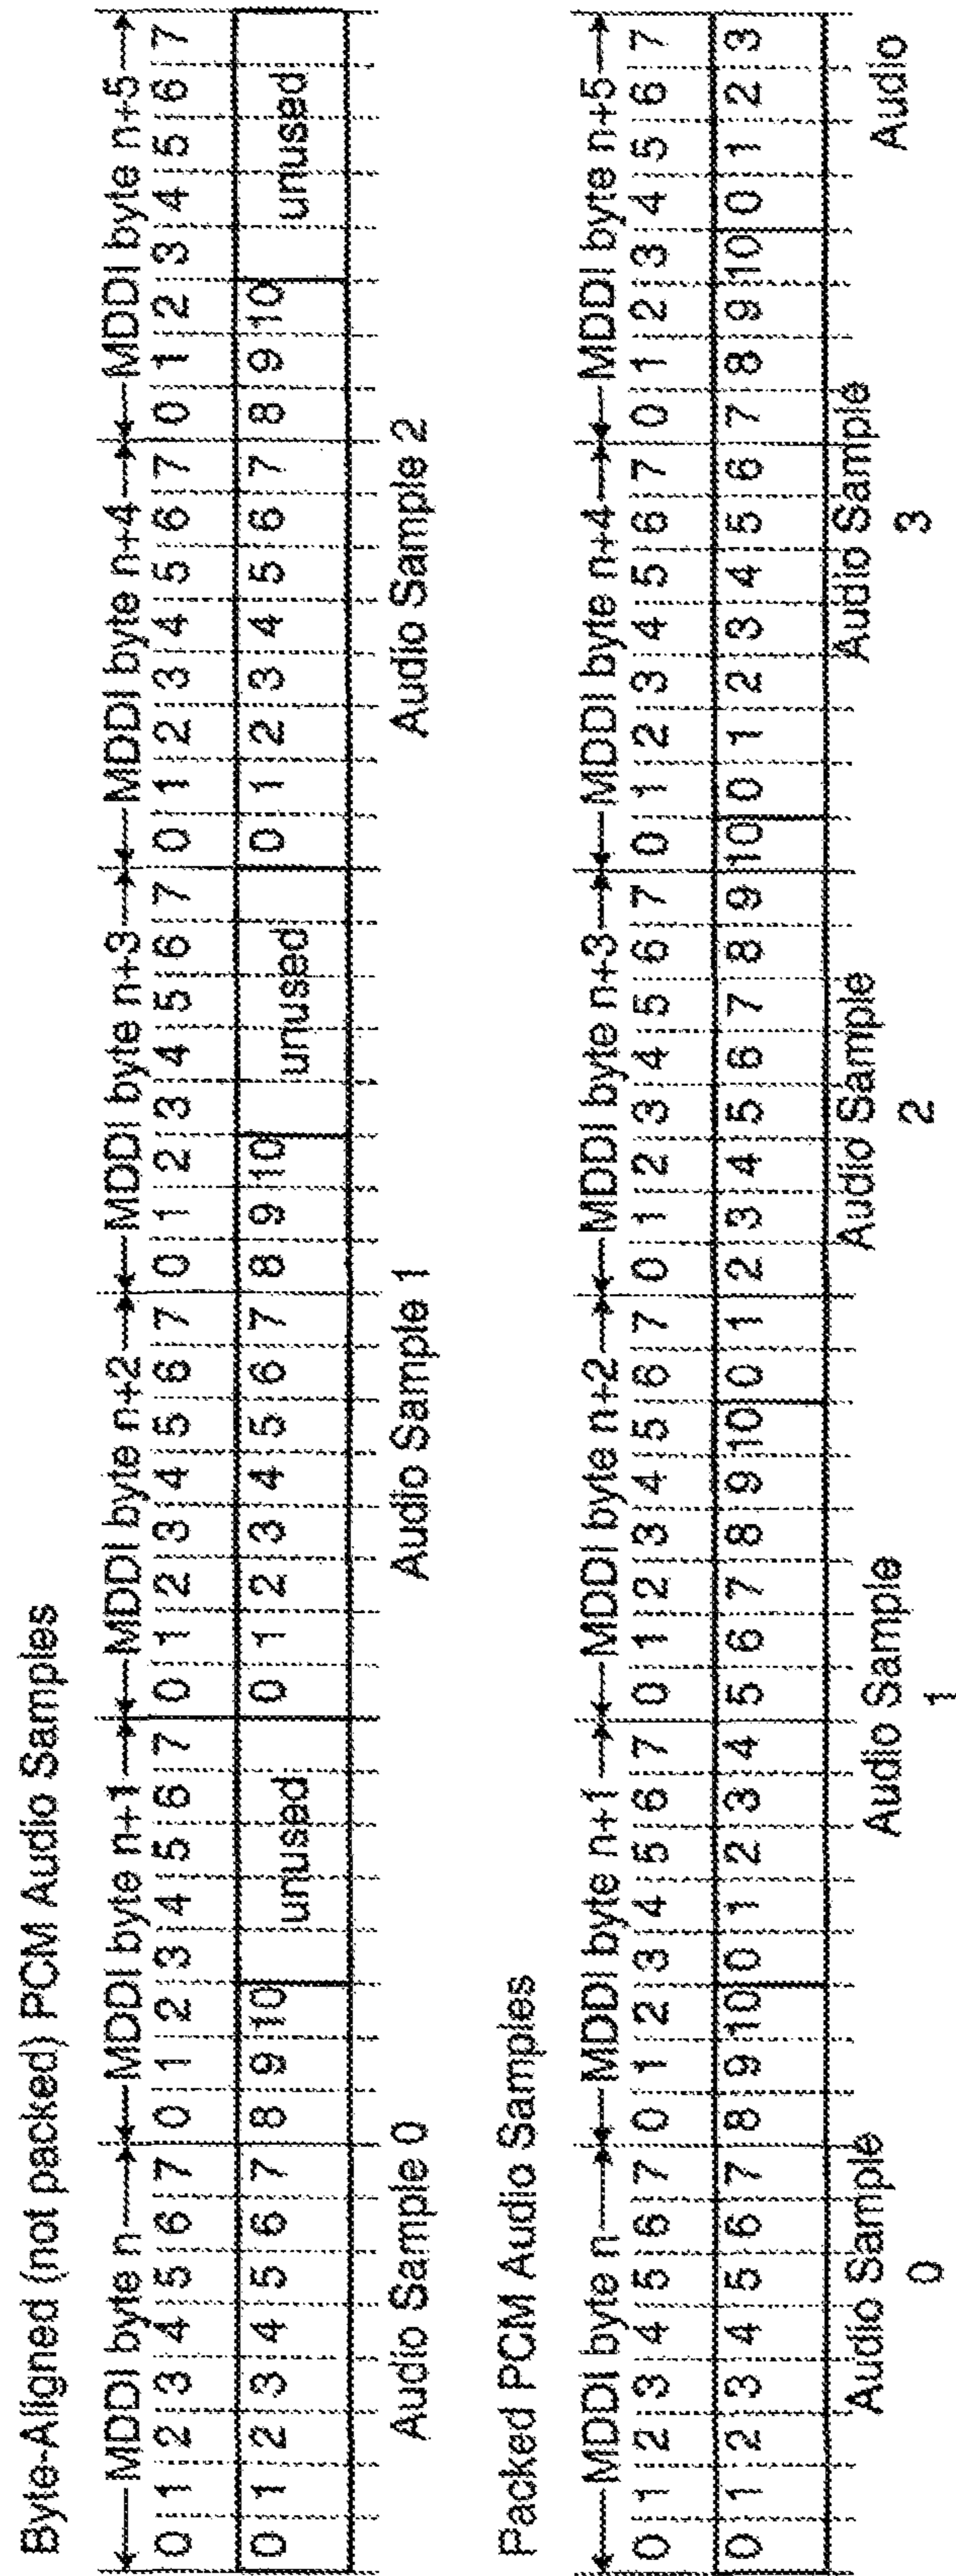 Byte-Aligned (not packed) PCM Audio Samples
MDDI byte n MDDI byte n+1 MDDI byte n+2 MDDI byte n+3 MDDI byte n+4 MDDI byte n+5
0 1 2 3 4 5 6 7 0 1 2 3 4 5 6 7 0 1 2 3 4 5 6 7 0 1 2 3 4 5 6 7 0 1 2 3 4 5 6 7 0 1 2 3 4 5 6 7
0 1 2 3 4 5 6 7 8 9 10 unused 0 1 2 3 4 5 6 7 8 9 10 unused 0 1 2 3 4 5 6 7 8 9 10 unused
Audio Sample 0 Audio Sample 1 Audio Sample 2
Packed PCM Audio Samples
MDDI byte n MDDI byte n+1 MDDI byte n+2 MDDI byte n+3 MDDI byte n+4 MDDI byte n+5
0 1 2 3 4 5 6 7 0 1 2 3 4 5 6 7 0 1 2 3 4 5 6 7 0 1 2 3 4 5 6 7 0 1 2 3 4 5 6 7 0 1 2 3 4 5 6 7
0 1 2 3 4 5 6 7 8 9 10 0 1 2 3 4 5 6 7 8 9 10 0 1 2 3 4 5 6 7 8 9 10 0 1 2 3 4 5 6 7 8 9 10 0 1 2 3
Audio Sample Audio Sample Audio Sample Audio Sample Audio
0 1 2 3